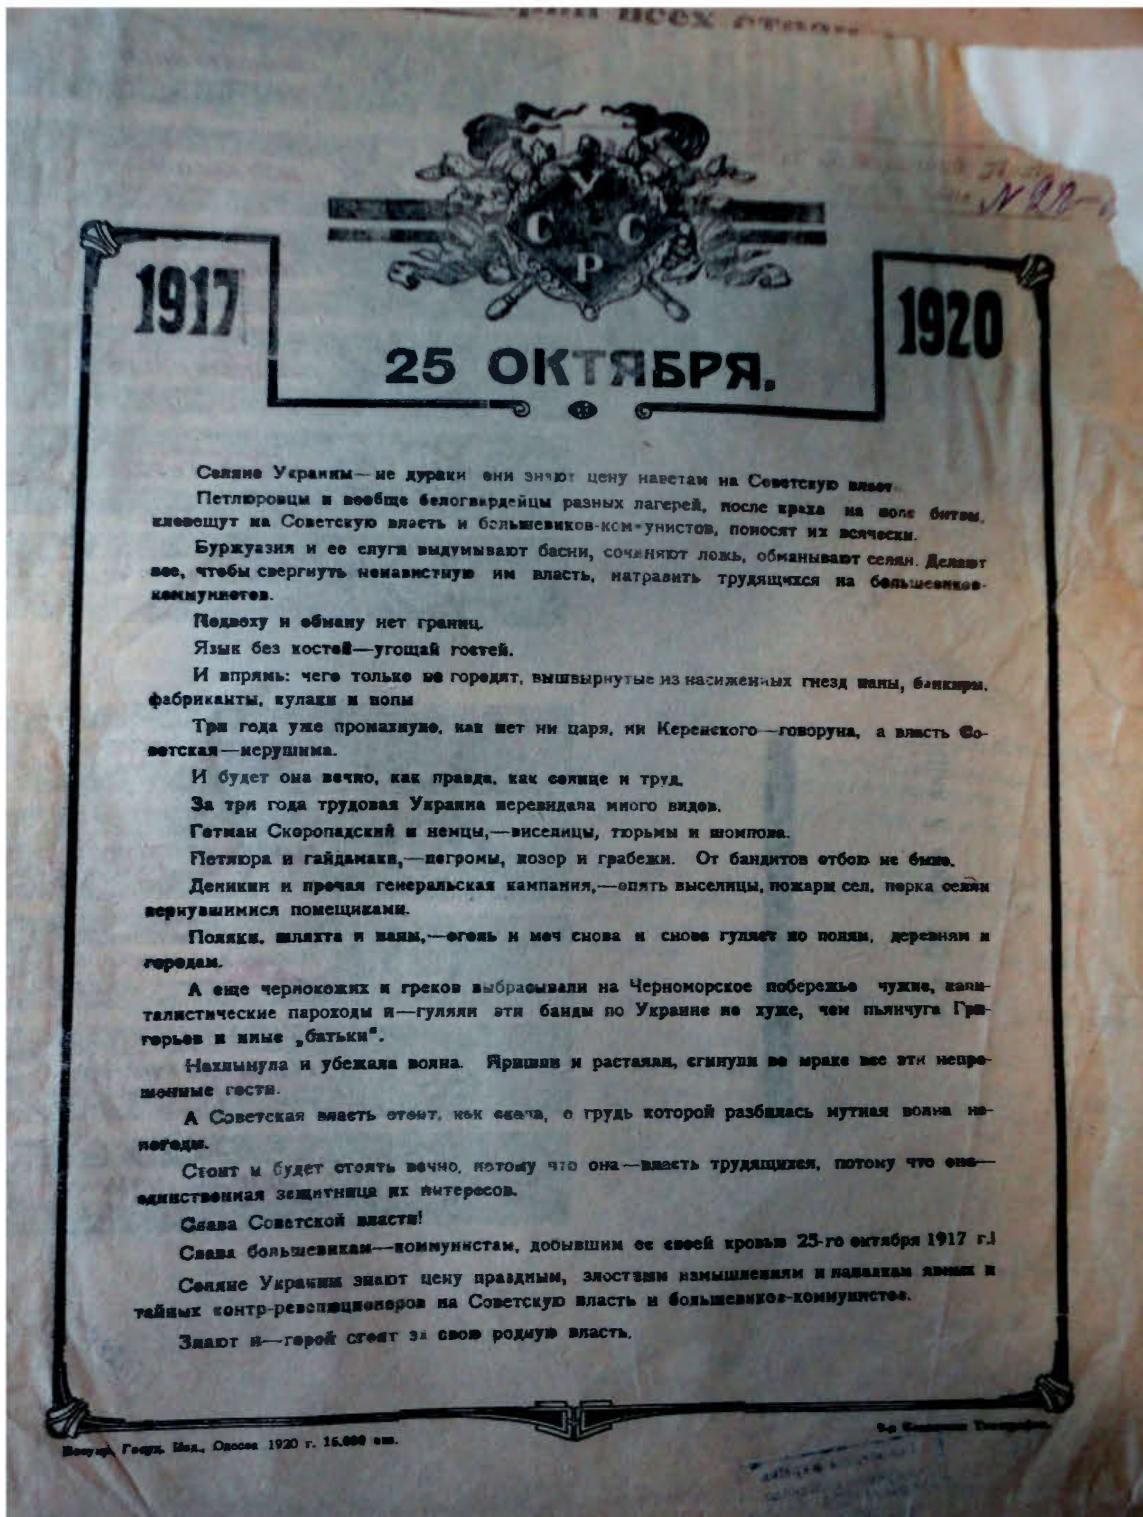 всех
№
У
С С
Р
1917
1920
25 ОКТЯБРЯ.
Селяне Украины—не дураки они знают цену наветам на Советскую власт
Петлюровцы и вообще белогвардейцы разных лагерей, после краха на поле битвы,
клевещут на Советскую власть и большевиков-коммунистов, поносят их всячески.
Буржуазия и ее слуги выдумывают басни, сочиняют ложь, обманывают селян. Делают
все, чтобы свергнуть ненавистную им власть, натравить трудящихся на большевиков-
коммунистов.
Подвоху и обману нет границ.
Язык без костей—угощай гостей.
И впрямь: чего только не городят, вышвырнутые из насиженных гнезд паны, банкиры,
фабриканты, кулаки и попы
Три года уже промахнуло, как нет ни царя, ни Керенского—говоруна, а власть Со-
ветская—нерушима.
И будет она вечно, как правда, как солнце и труд.
За три года трудовая Украина перевидала много видов.
Гетман Скоропадский и немцы,—виселицы, тюрьмы и шомпола.
Петлюра и гайдамаки,—погромы, позор и грабежи. От бандитов отбою не было.
Деникин и прочая генеральская кампания,—опять выселицы, пожары сел, порка селян
вернувшимися помещиками.
Поляки, шляхта и паны,—огонь и меч снова и снова гуляет по полям, деревням и
городам.
А еще чернокожих и греков выбрасывали на Черноморское побережье чужие, капи-
талистические пароходы и—гуляли эти банды по Украине не хуже, чем пьянчуга Гри-
горьев и иные „батьки“.
Нахлынула и убежала волна. Пришли и растаяли, сгинули во мраке все эти непро-
шонные гости.
А Советская власть стоит, как скала, о грудь которой разбилась мутная волна не-
погоды.
Стоит и будет стоять вечно, потому что она—власть трудящихся, потому что она—
единственная защитница их интересов.
Слава Советской власти!
Слава большевикам—коммунистам, добывшим ее своей кровью 25-го октября 1917 г.!
Селяне Украины знают цену праздным, злостным измышлениям и нападкам явных и
тайных контр-революционеров на Советскую власть и большевиков-коммунистов.
Знают и—горой стоят за свою родную власть.
Госуд. Изд., Одесса 1920 г. 15.000 экз.
Типография.